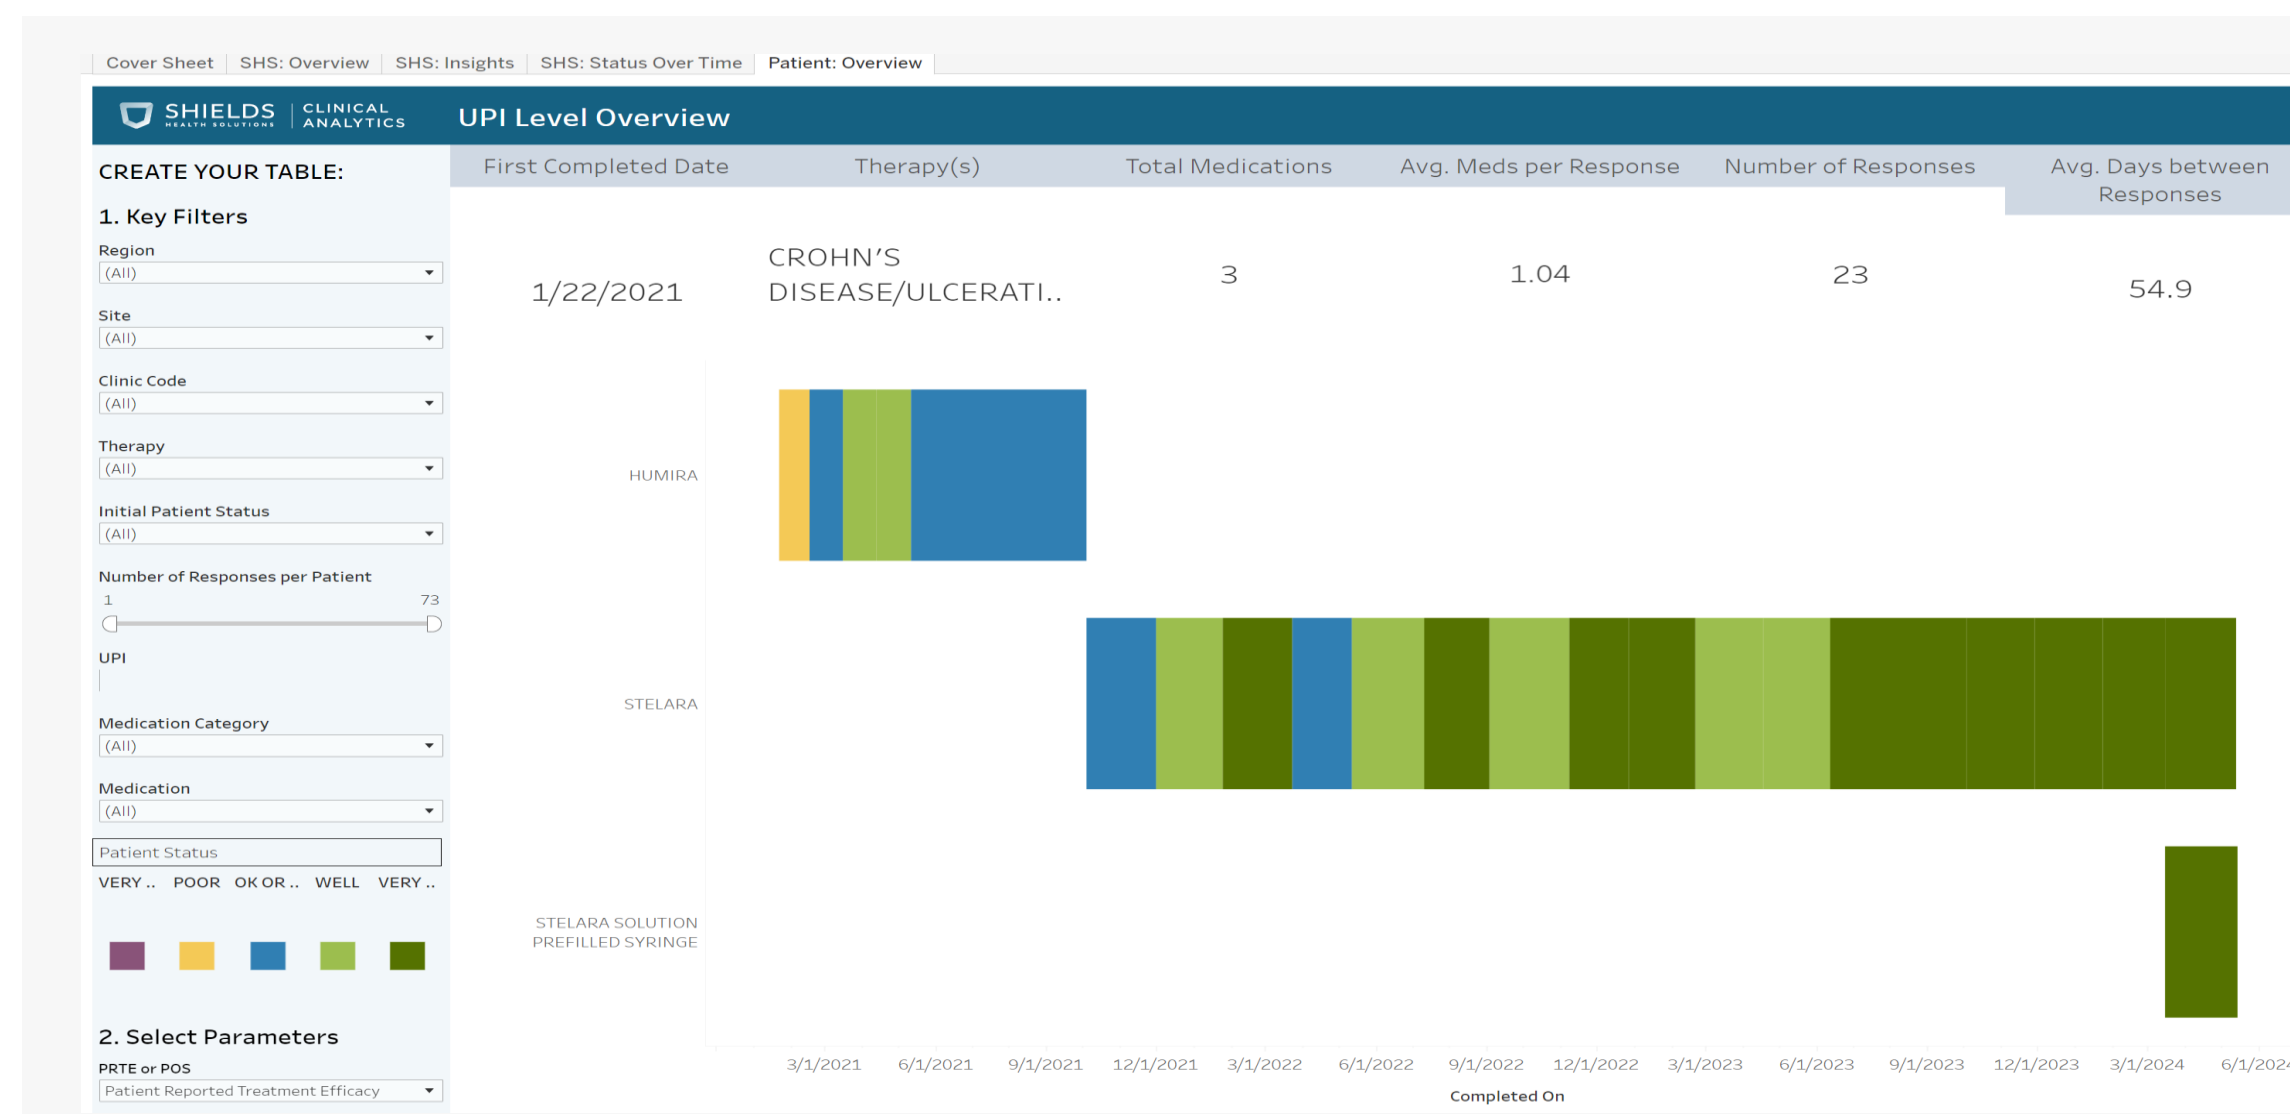 Cover Sheet SHS: Overview SHS: Insights SHS: Status Over Time Patient: Overview
SHIELDS HEALTH SOLUTIONS CLINICAL ANALYTICS UPI Level Overview
CREATE YOUR TABLE:
1. Key Filters
Region
(All)
Site
(All)
Clinic Code
(All)
Therapy
(All)
Initial Patient Status
(All)
Number of Responses per Patient
1 73
UPI
Medication Category
(All)
Medication
(All)
Patient Status
VERY .. POOR OK OR .. WELL VERY ..
2. Select Parameters
PRTE or POS
Patient Reported Treatment Efficacy
First Completed Date Therapy(s) Total Medications Avg. Meds per Response Number of Responses Avg. Days between
Responses
1/22/2021 CROHN'S
DISEASE/ULCERATI.. 3 1.04 23 54.9
HUMIRA
STELARA
STELARA SOLUTION
PREFILLED SYRINGE
3/1/2021 6/1/2021 9/1/2021 12/1/2021 3/1/2022 6/1/2022 9/1/2022 12/1/2022 3/1/2023 6/1/2023 9/1/2023 12/1/2023 3/1/2024 6/1/2024
Completed On